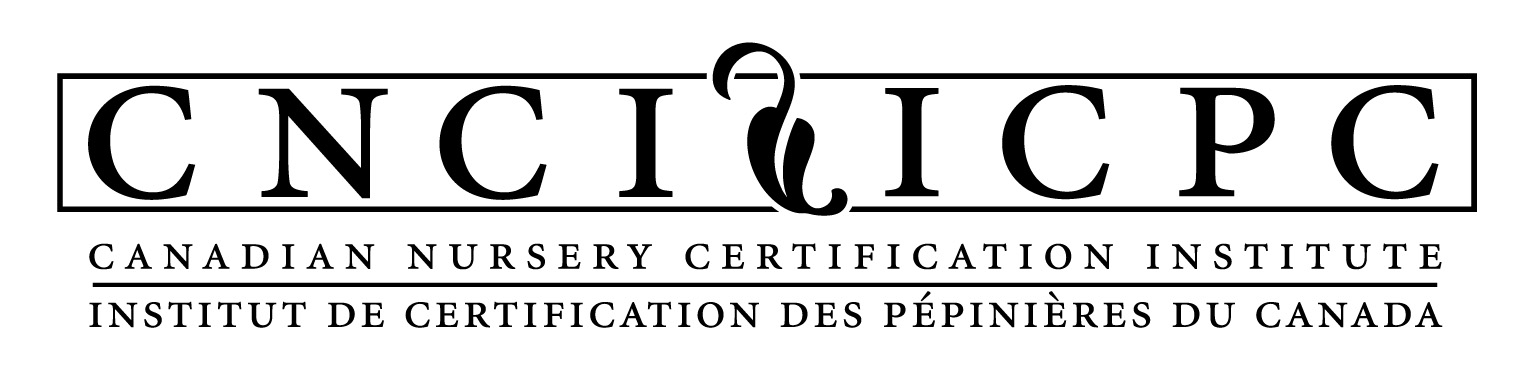 CNCI ICPC
CANADIAN NURSERY CERTIFICATION INSTITUTE
INSTITUT DE CERTIFICATION DES PÉPINIÈRES DU CANADA